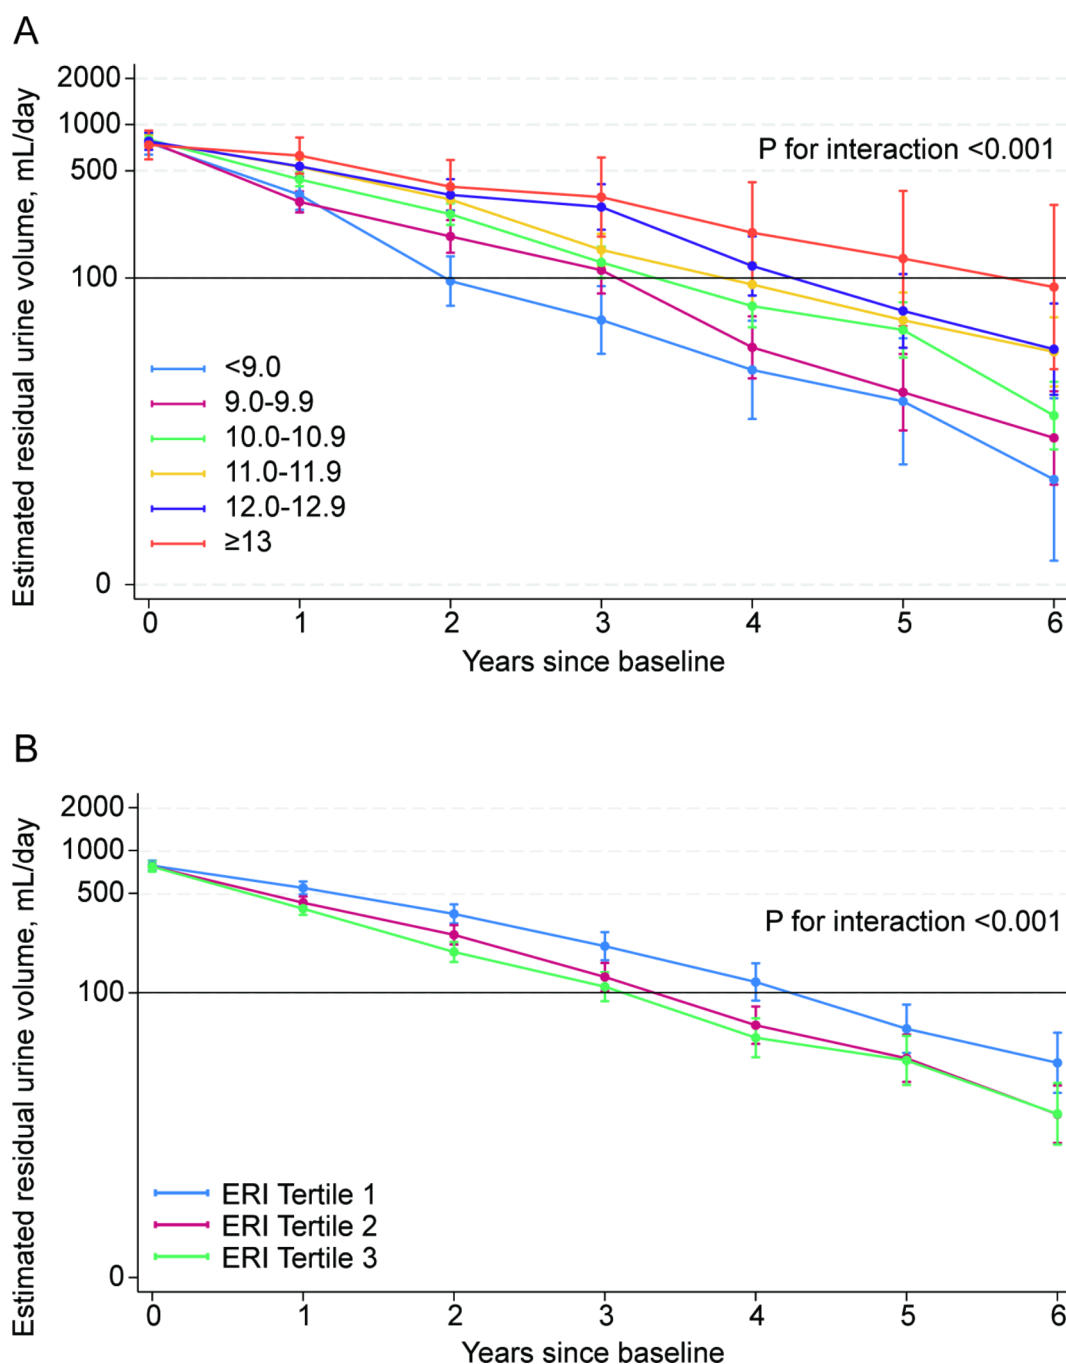 A
Estimated residual urine volume, mL/day
2000
1000
500
100
0
P for interaction <0.001
<9.0
9.0-9.9
10.0-10.9
11.0-11.9
12.0-12.9
≥13
0 1 2 3 4 5 6
Years since baseline
B
Estimated residual urine volume, mL/day
2000
1000
500
100
0
P for interaction <0.001
ERI Tertile 1
ERI Tertile 2
ERI Tertile 3
0 1 2 3 4 5 6
Years since baseline